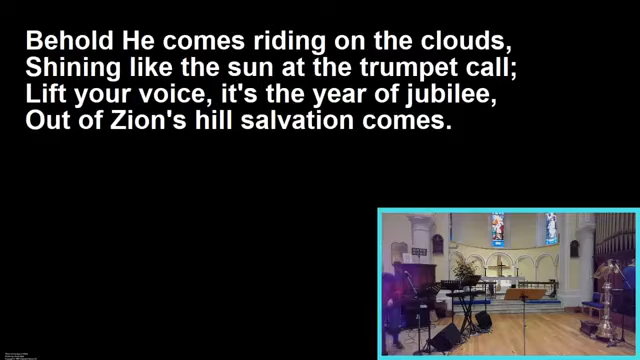 Behold He comes riding on the clouds,
Shining like the sun at the trumpet call;
Lift your voice, it's the year of jubilee,
Out of Zion's hill salvation comes.